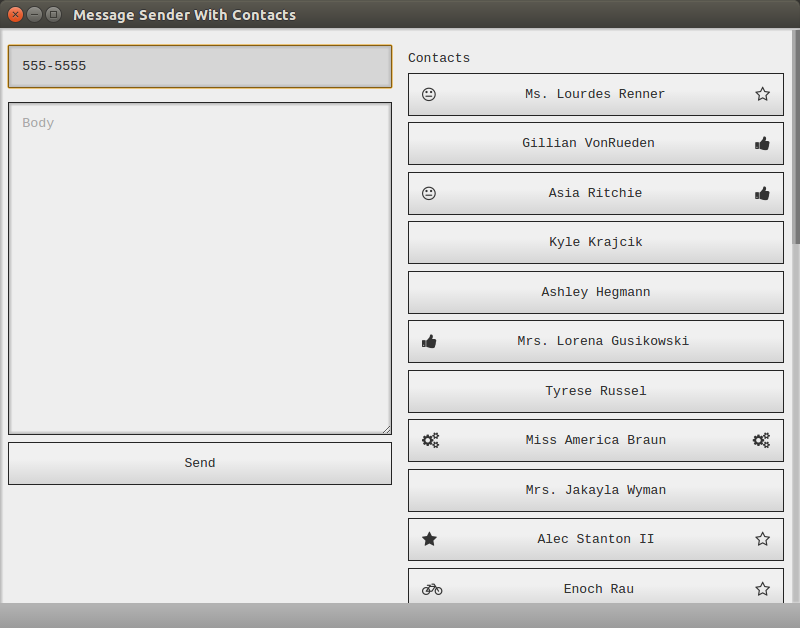 Message Sender With Contacts
555-5555
Body
Send
Contacts
Ms. Lourdes Renner
Gillian VonRueden
Asia Ritchie
Kyle Krajcik
Ashley Hegmann
Mrs. Lorena Gusikowski
Tyrese Russel
Miss America Braun
Mrs. Jakayla Wyman
Alec Stanton II
Enoch Rau